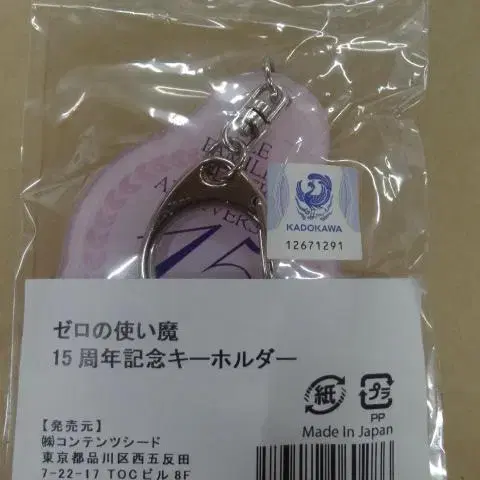 15
KADOKAWA
12671291
ゼロの使い魔
15周年記念キーホルダー
紙
プラ
PP
Made In Japan
【発売元】
㈱コンテンツシード
東京都品川区西五反田
7-22-17 TOCビル 8F